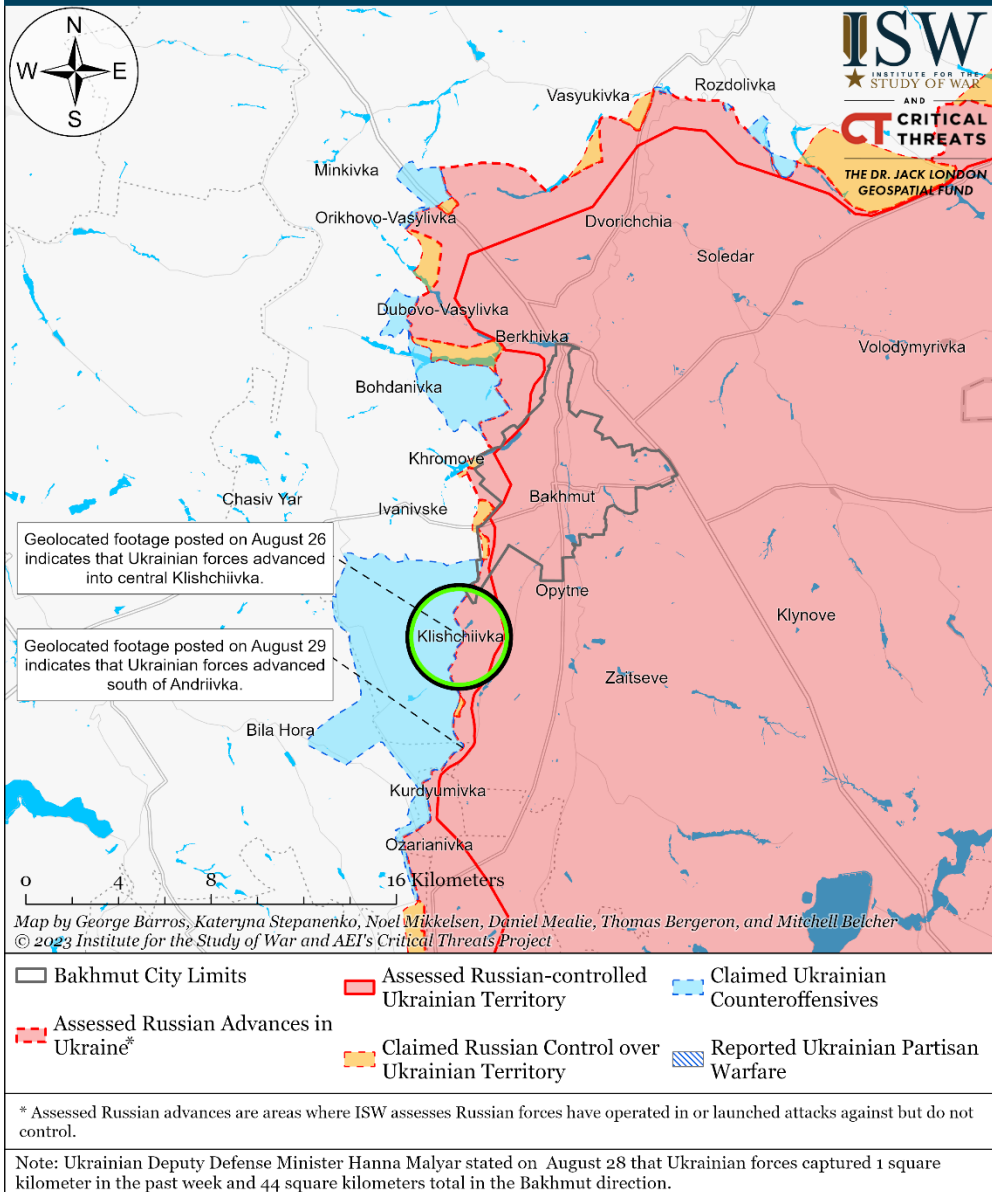 N
W E
S
ISW
INSTITUTE FOR THE
STUDY OF WAR
AND
CT CRITICAL
THREATS
THE DR. JACK LONDON
GEOSPATIAL FUND
Vasyukivka
Rozdolivka
Minkivka
Orikhovo-Vasylivka
Dvorichchia
Soledar
Dubovo-Vasylivka
Berkhivka
Volodymyrivka
Bohdanivka
Khromove
Chasiv Yar
Ivanivske
Bakhmut
Geolocated footage posted on August 26
indicates that Ukrainian forces advanced
into central Klishchiivka.
Opytne
Klynove
Klishchiivka
Geolocated footage posted on August 29
indicates that Ukrainian forces advanced
south of Andriivka.
Zaitseve
Bila Hora
Kurdyumivka
Ozarianivka
0 4 8 16 Kilometers
Map by George Barros, Kateryna Stepanenko, Noel Mikkelsen, Daniel Mealie, Thomas Bergeron, and Mitchell Belcher
© 2023 Institute for the Study of War and AEI's Critical Threats Project
Bakhmut City Limits
Assessed Russian Advances in
Ukraine*
Assessed Russian-controlled
Ukrainian Territory
Claimed Russian Control over
Ukrainian Territory
Claimed Ukrainian
Counteroffensives
Reported Ukrainian Partisan
Warfare
* Assessed Russian advances are areas where ISW assesses Russian forces have operated in or launched attacks against but do not
control.
Note: Ukrainian Deputy Defense Minister Hanna Malyar stated on August 28 that Ukrainian forces captured 1 square
kilometer in the past week and 44 square kilometers total in the Bakhmut direction.